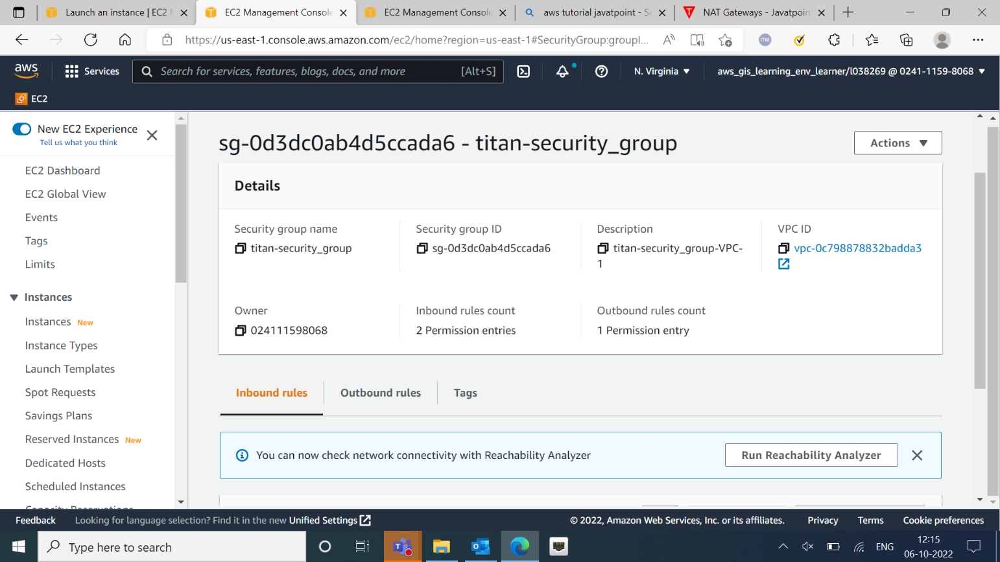 Launch an instance | EC2 M
EC2 Management Console
EC2 Management Console
aws tutorial javatpoint - Se
NAT Gateways - Javatpoin
https://us-east-1.console.aws.amazon.com/ec2/home?region=us-east-1#SecurityGroup:groupI...
me
aws
Services
Search for services, features, blogs, docs, and more
[Alt+S]
N. Virginia
aws_gis_learning_env_learner/l038269 @ 0241-1159-8068
EC2
New EC2 Experience
Tell us what you think
EC2 Dashboard
EC2 Global View
Events
Tags
Limits
Instances
Instances New
Instance Types
Launch Templates
Spot Requests
Savings Plans
Reserved Instances New
Dedicated Hosts
Scheduled Instances
Capacity Reservations
sg-0d3dc0ab4d5ccada6 - titan-security_group
Actions
Details
Security group name
titan-security_group
Security group ID
sg-0d3dc0ab4d5ccada6
Description
titan-security_group-VPC-
1
VPC ID
vpc-0c798878832badda3
Owner
024111598068
Inbound rules count
2 Permission entries
Outbound rules count
1 Permission entry
Inbound rules
Outbound rules
Tags
You can now check network connectivity with Reachability Analyzer
Run Reachability Analyzer
Feedback
Looking for language selection? Find it in the new Unified Settings
© 2022, Amazon Web Services, Inc. or its affiliates.
Privacy
Terms
Cookie preferences
Type here to search
ENG
12:15
06-10-2022